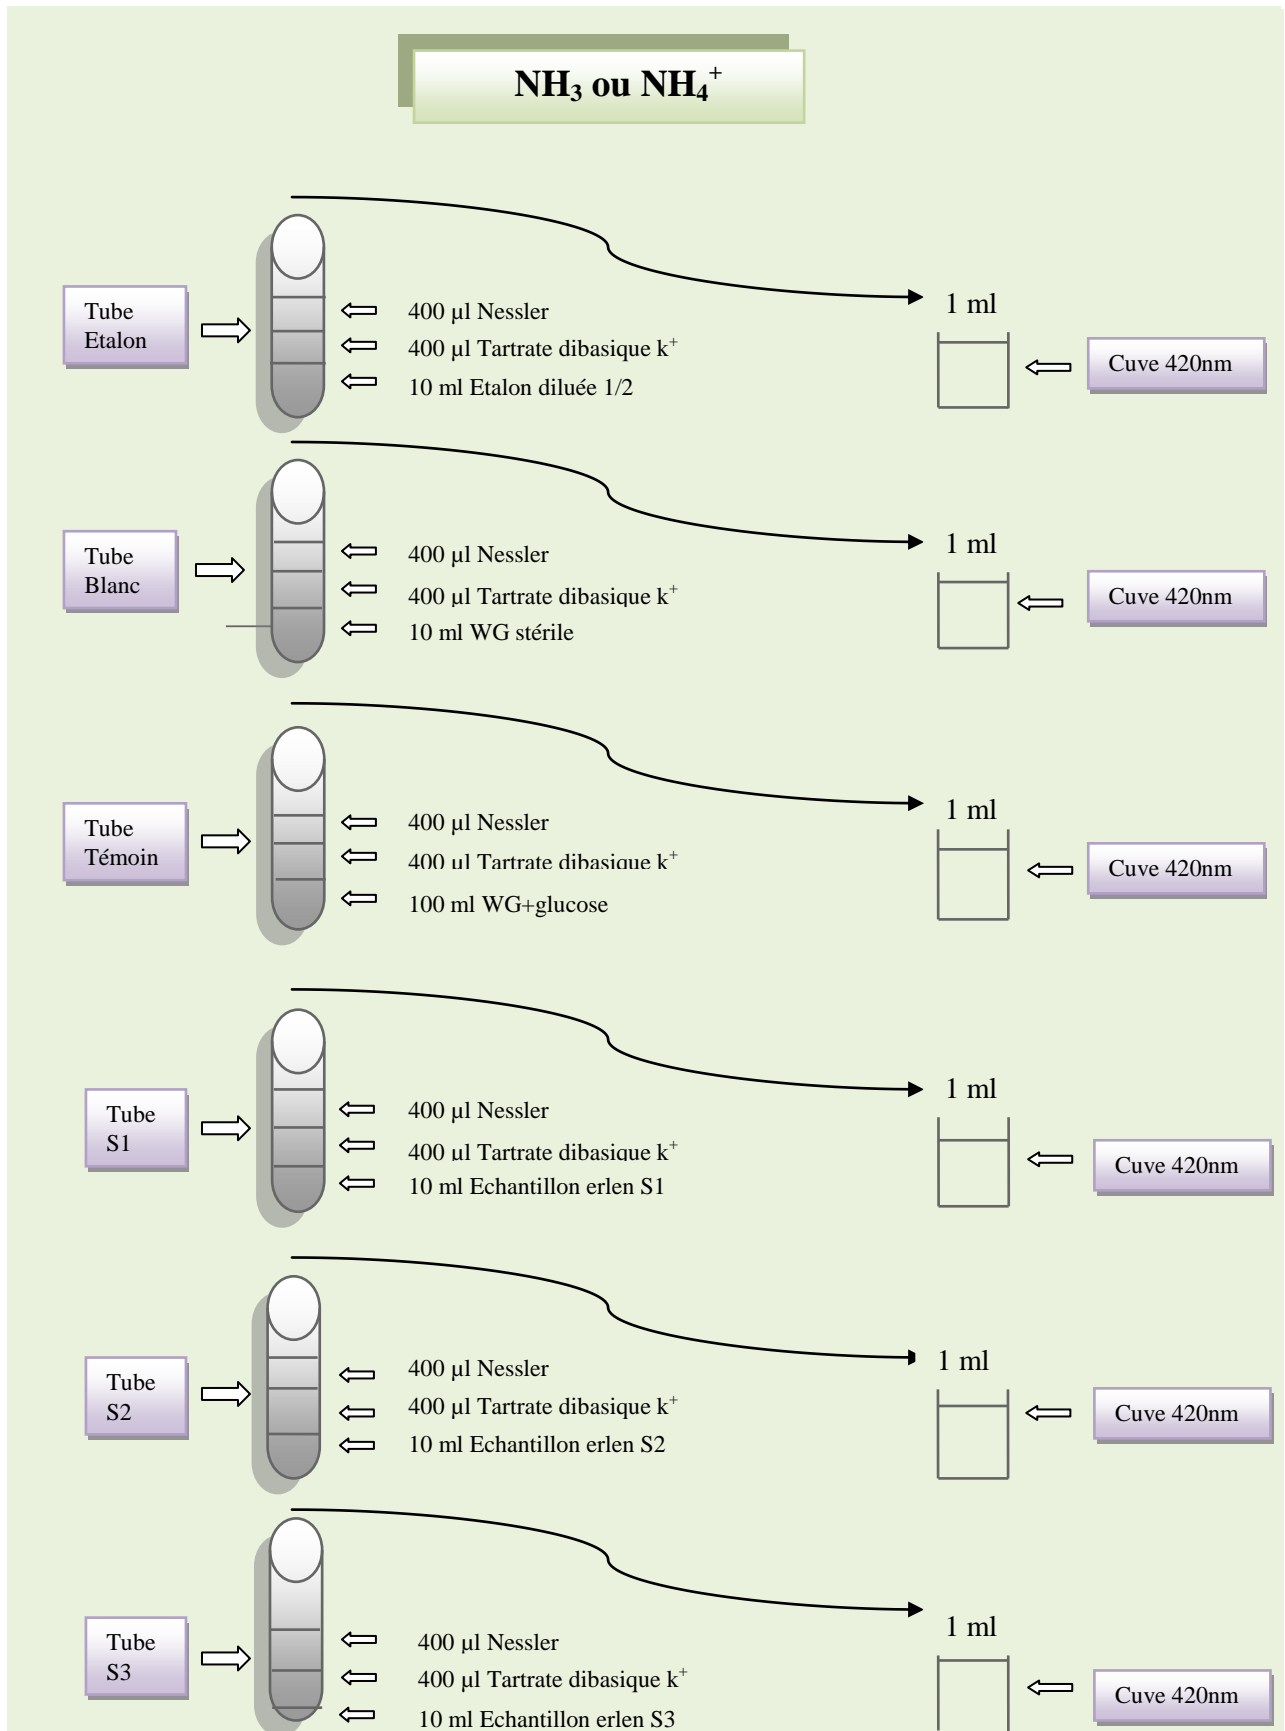 NH₃ ou NH₄⁺
Tube
Etalon
400 µl Nessler
400 µl Tartrate dibasique k⁺
10 ml Etalon diluée 1/2
1 ml
Cuve 420nm
Tube
Blanc
400 µl Nessler
400 µl Tartrate dibasique k⁺
10 ml WG stérile
1 ml
Cuve 420nm
Tube
Témoin
400 µl Nessler
400 µl Tartrate dibasique k⁺
100 ml WG+glucose
1 ml
Cuve 420nm
Tube
S1
400 µl Nessler
400 µl Tartrate dibasique k⁺
10 ml Echantillon erlen S1
1 ml
Cuve 420nm
Tube
S2
400 µl Nessler
400 µl Tartrate dibasique k⁺
10 ml Echantillon erlen S2
1 ml
Cuve 420nm
Tube
S3
400 µl Nessler
400 µl Tartrate dibasique k⁺
10 ml Echantillon erlen S3
1 ml
Cuve 420nm